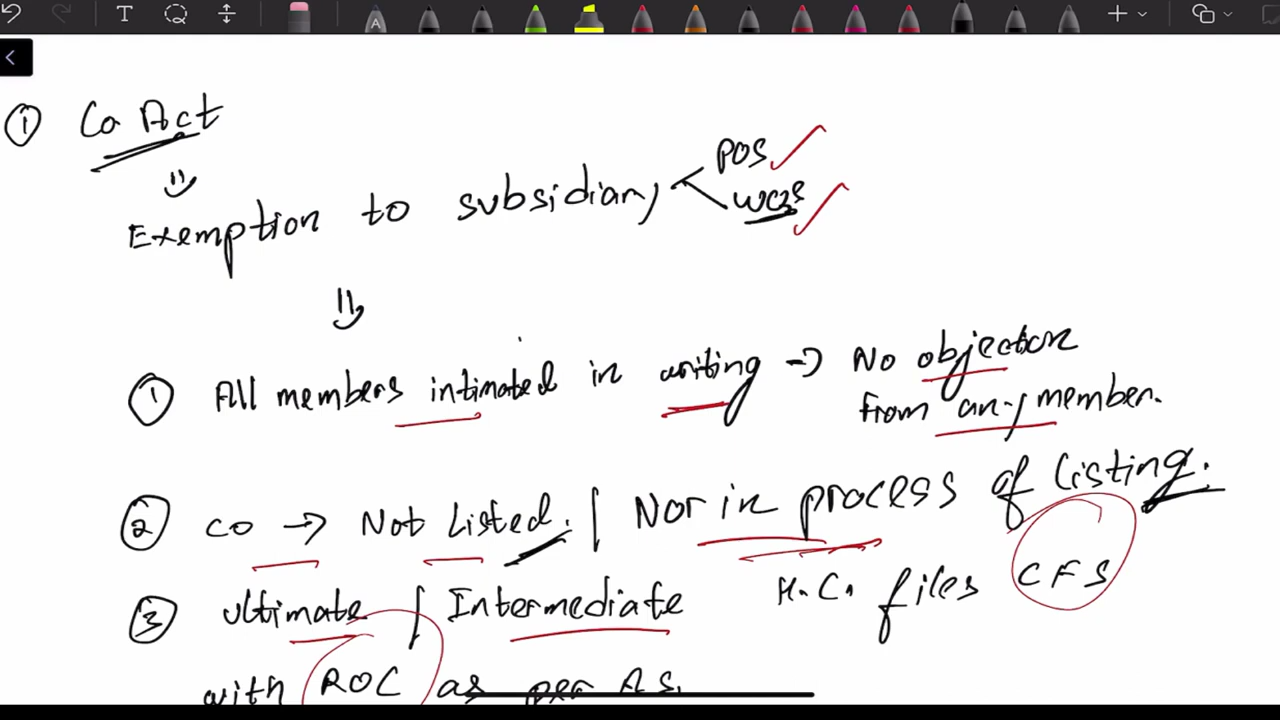 ① Co Act
Exemption to subsidiary
POS
WOS
① All members intimated in writing → No objection
from any member.
② CO → Not Listed. | Nor in process of Listing.
③ Ultimate | Intermediate H.C. files CFS
with ROC as per AS.